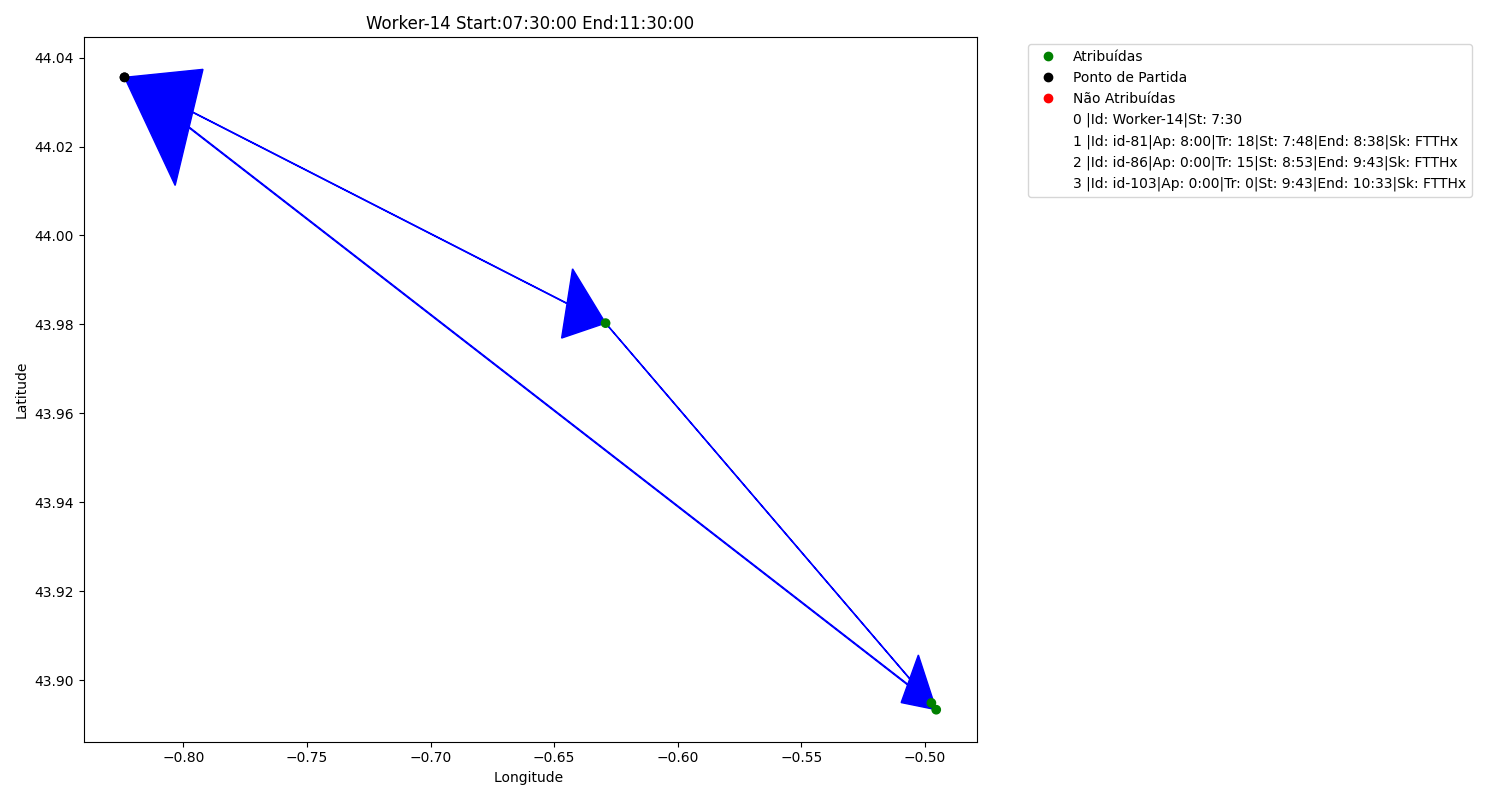 Worker-14 Start:07:30:00 End:11:30:00
44.04
44.02
44.00
43.98
43.96
43.94
43.92
43.90
Latitude
−0.80 −0.75 −0.70 −0.65 −0.60 −0.55 −0.50
Longitude
Atribuídas
Ponto de Partida
Não Atribuídas
0 |Id: Worker-14|St: 7:30
1 |Id: id-81|Ap: 8:00|Tr: 18|St: 7:48|End: 8:38|Sk: FTTHx
2 |Id: id-86|Ap: 0:00|Tr: 15|St: 8:53|End: 9:43|Sk: FTTHx
3 |Id: id-103|Ap: 0:00|Tr: 0|St: 9:43|End: 10:33|Sk: FTTHx